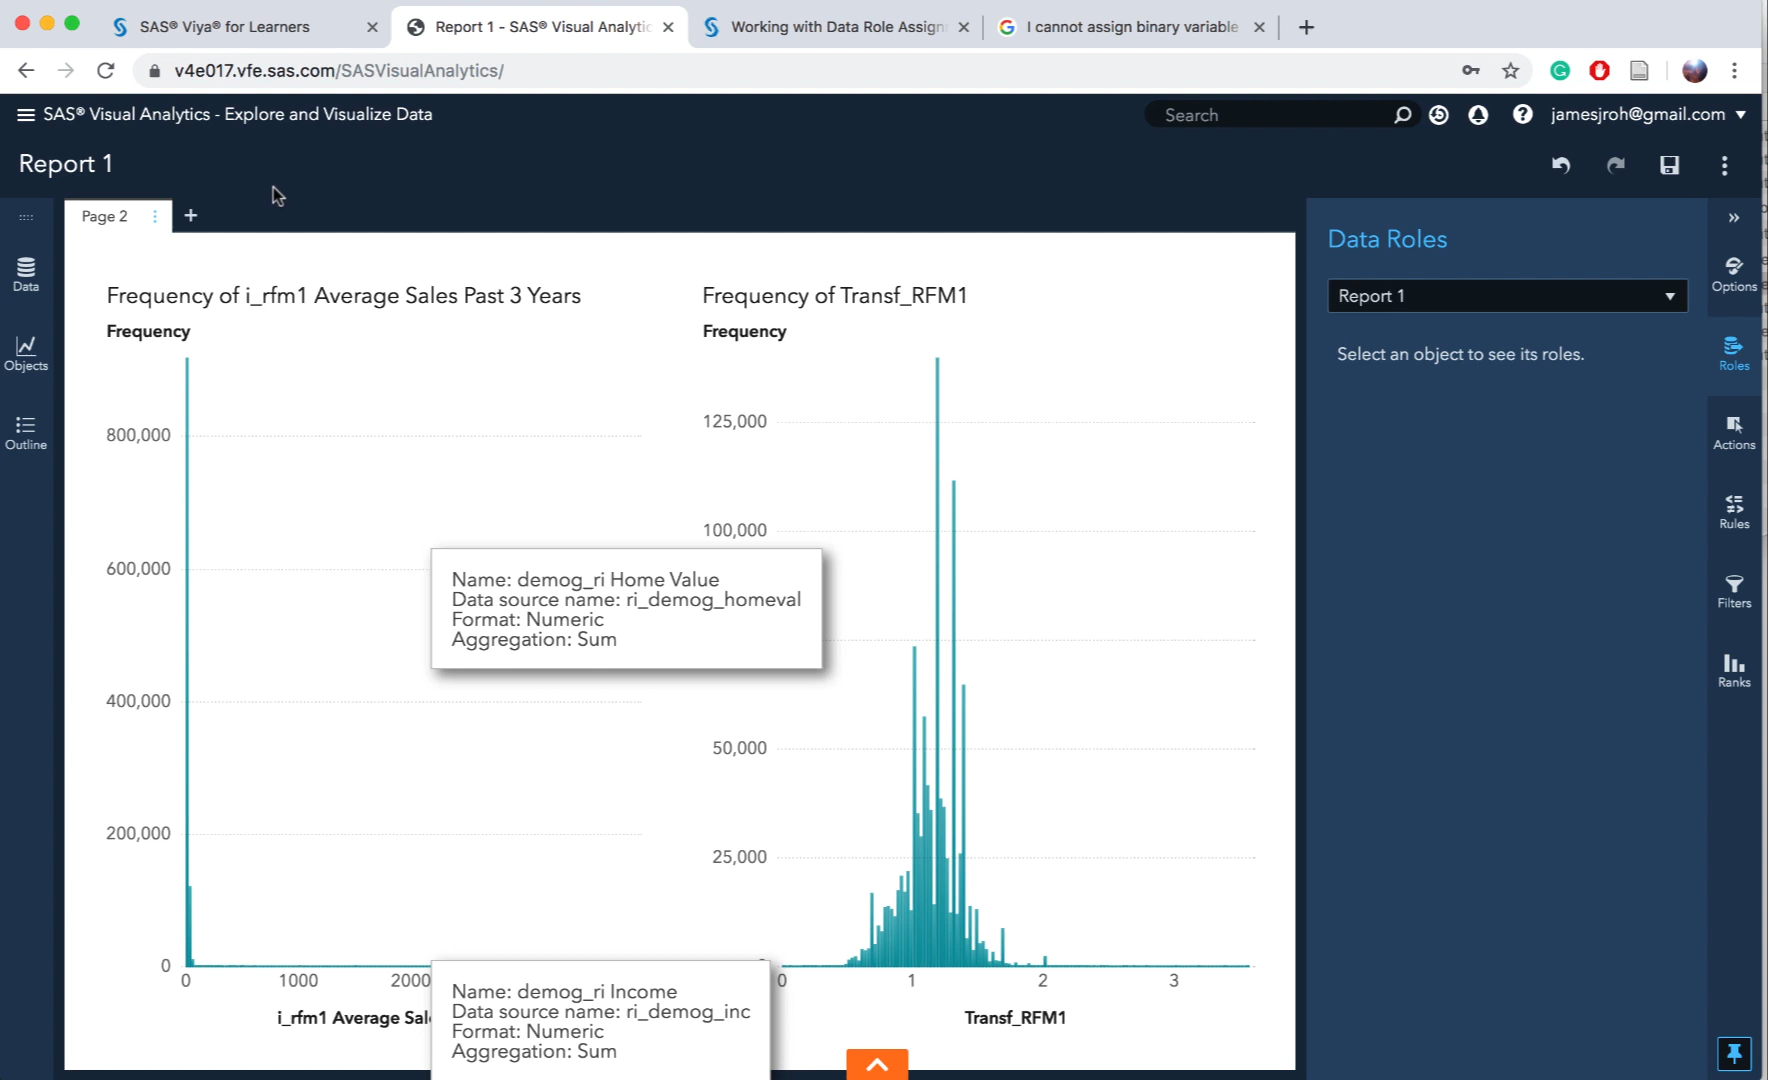 SAS® Viya® for Learners
Report 1 - SAS® Visual Analytic
Working with Data Role Assign
I cannot assign binary variable
v4e017.vfe.sas.com/SASVisualAnalytics/
SAS® Visual Analytics - Explore and Visualize Data
Search
jamesjroh@gmail.com
Report 1
Page 2
Data
Objects
Outline
Frequency of i_rfm1 Average Sales Past 3 Years
Frequency
800,000
600,000
400,000
200,000
0
0
1000
2000
i_rfm1 Average Sal
Frequency of Transf_RFM1
Frequency
125,000
100,000
50,000
25,000
0
1
2
3
Transf_RFM1
Name: demog_ri Home Value
Data source name: ri_demog_homeval
Format: Numeric
Aggregation: Sum
Name: demog_ri Income
Data source name: ri_demog_inc
Format: Numeric
Aggregation: Sum
Data Roles
Report 1
Select an object to see its roles.
Options
Roles
Actions
Rules
Filters
Ranks